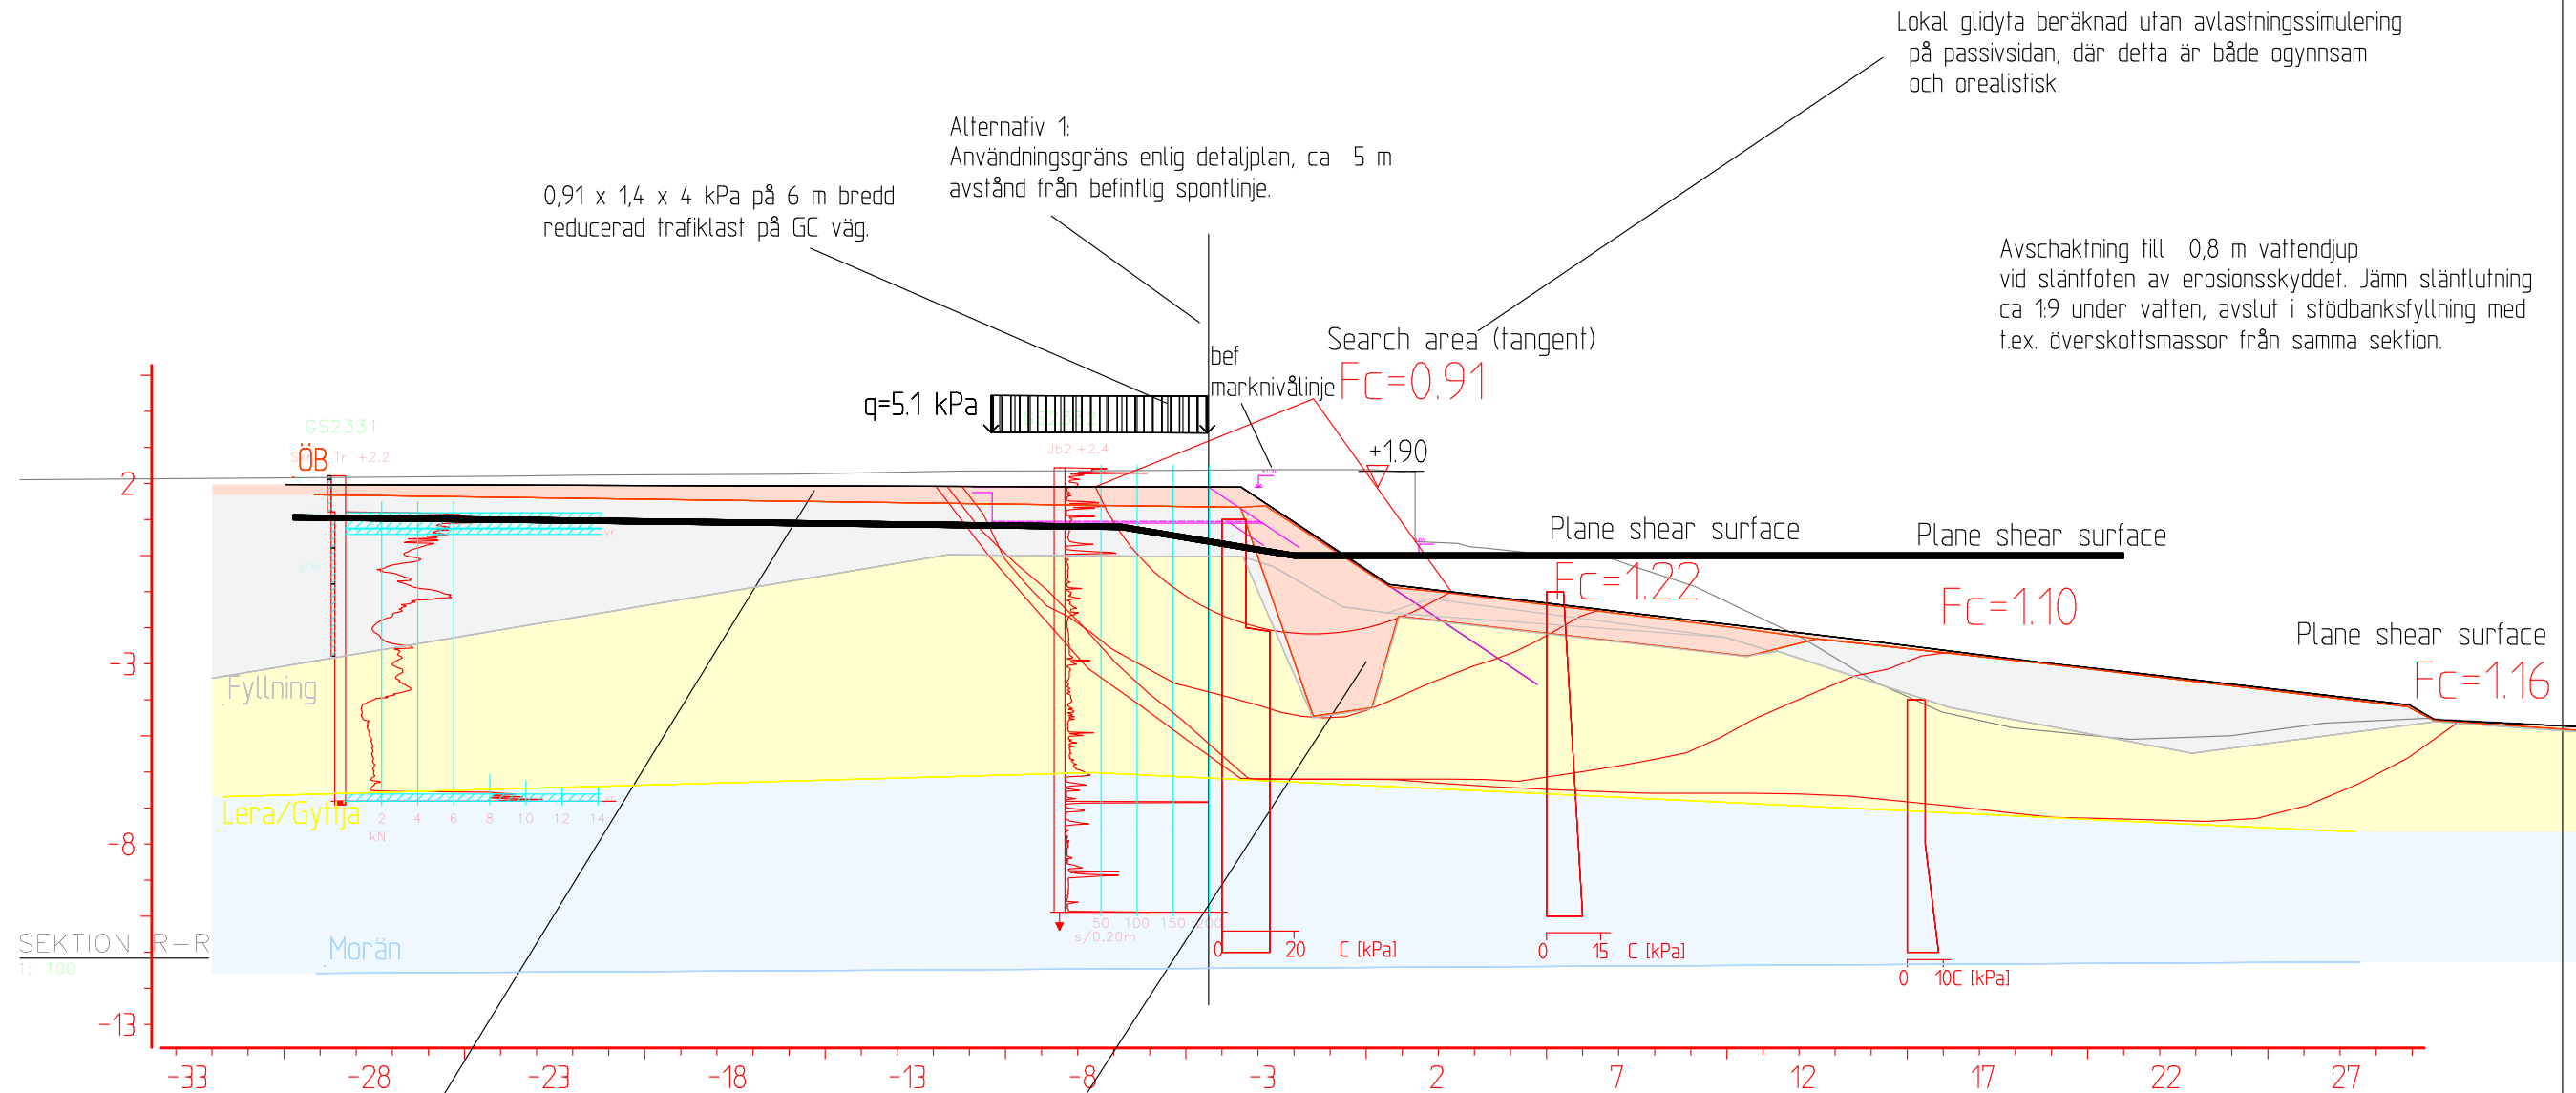 Lokal glidyta beräknad utan avlastningssimulering
på passivsidan, där detta är både ogynnsam
och orealistisk.
Alternativ 1:
Användningsgräns enlig detaljplan, ca 5 m
avstånd från befintlig spontlinje.
0,91 x 1,4 x 4 kPa på 6 m bredd
reducerad trafiklast på GC väg.
Avschaktning till 0,8 m vattendjup
vid släntfoten av erosionsskyddet. Jämn släntlutning
ca 1:9 under vatten, avslut i stödbanksfyllning med
t.ex. överskottsmassor från samma sektion.
Search area (tangent)
Fc=0.91
bef
marknivålinje
q=5.1 kPa
GS2331
Tr +2.2
ÖB
Jb2 +2.4
+1.90
Plane shear surface
Fc=1.22
Plane shear surface
Fc=1.10
Plane shear surface
Fc=1.16
2
-3
-8
-13
Fyllning
Lera/Gyttja
2 4 6 8 10 12 14
kN
50 100 150 200
s/0.20m
0 20 C [kPa]
0 15 C [kPa]
0 10 C [kPa]
SEKTION R-R
1: 100
Morän
-33 -28 -23 -18 -13 -8 -3 2 7 12 17 22 27